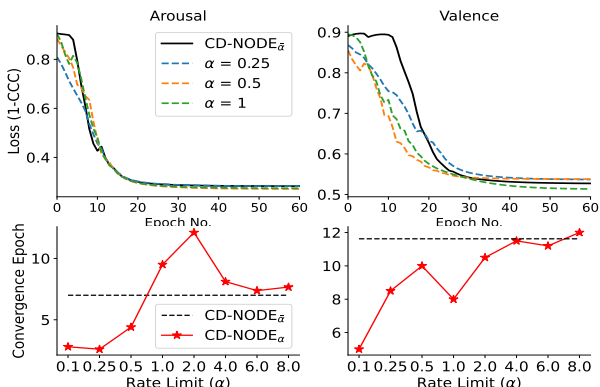 Arousal
Valence
Loss (1-CCC)
0.8
0.6
0.4
CD-NODE_α̃
α = 0.25
α = 0.5
α = 1
0 10 20 30 40 50 60
Epoch No.
0.9
0.8
0.7
0.6
0.5
0 10 20 30 40 50 60
Epoch No.
Convergence Epoch
10
5
CD-NODE_α̃
CD-NODE_α
0.1 0.25 0.5 1.0 2.0 4.0 6.0 8.0
Rate Limit (α)
12
10
8
6
0.1 0.25 0.5 1.0 2.0 4.0 6.0 8.0
Rate Limit (α)